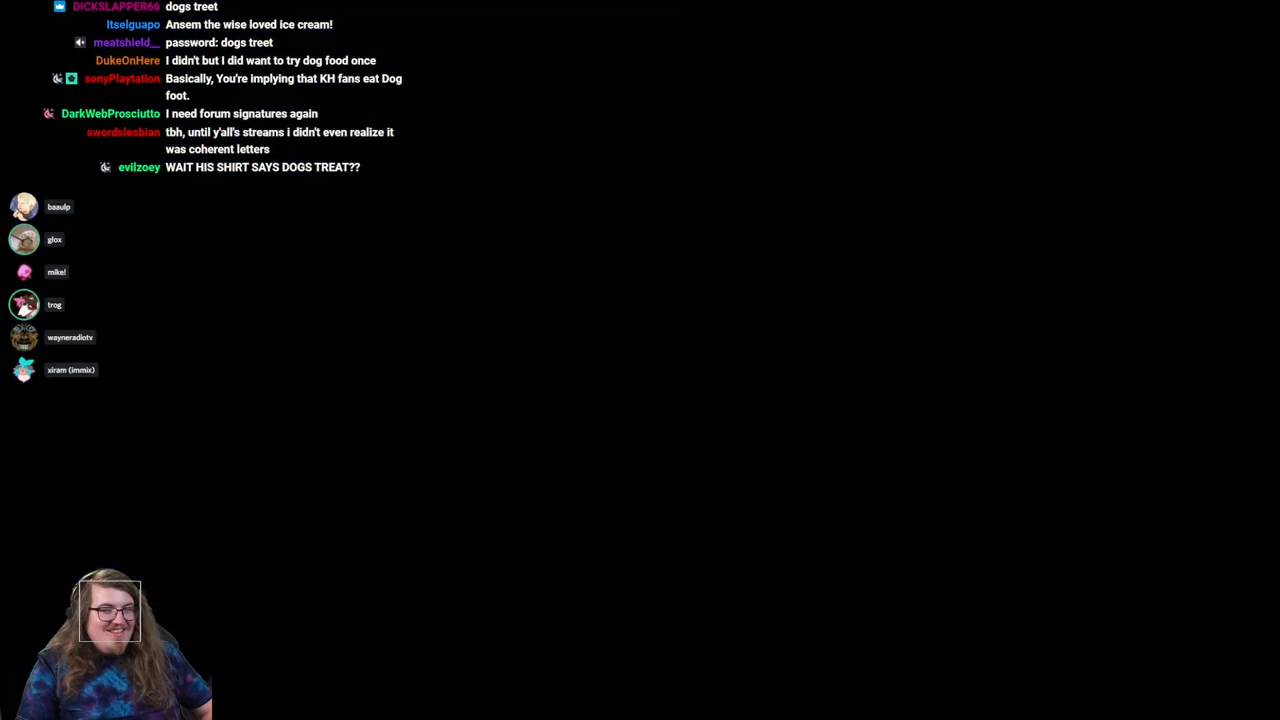 DICKSLAPPER66 dogs treet
Itselguapo Ansem the wise loved ice cream!
meatshield__ password: dogs treet
DukeOnHere I didn't but I did want to try dog food once
sonyPlaytation Basically, You're implying that KH fans eat Dog
foot.
DarkWebProsciutto I need forum signatures again
swordslesbian tbh, until y'all's streams i didn't even realize it
was coherent letters
evilzoey WAIT HIS SHIRT SAYS DOGS TREAT??
baaulp
glox
mike!
trog
wayneradiotv
xiram (immix)